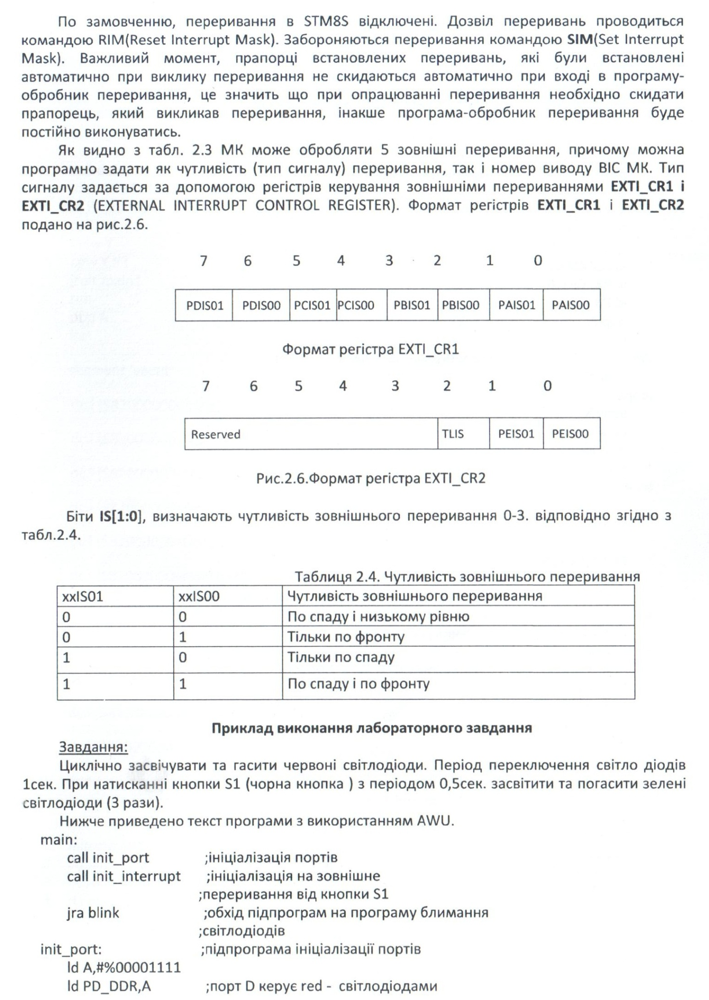 По замовченню, переривання в STM8S відключені. Дозвіл переривань проводиться
командою RIM(Reset Interrupt Mask). Забороняються переривання командою SIM(Set Interrupt
Mask). Важливий момент, прапорці встановлених переривань, які були встановлені
автоматично при виклику переривання не скидаються автоматично при вході в програму-
обробник переривання, це значить що при опрацюванні переривання необхідно скидати
прапорець, який викликав переривання, інакше програма-обробник переривання буде
постійно виконуватись.
Як видно з табл. 2.3 МК може обробляти 5 зовнішні переривання, причому можна
програмно задати як чутливість (тип сигналу) переривання, так і номер виводу ВІС МК. Тип
сигналу задається за допомогою регістрів керування зовнішніми перериваннями EXTI_CR1 і
EXTI_CR2 (EXTERNAL INTERRUPT CONTROL REGISTER). Формат регістрів EXTI_CR1 і EXTI_CR2
подано на рис.2.6.
7 6 5 4 3 2 1 0
PDIS01 PDIS00 PCIS01 PCIS00 PBIS01 PBIS00 PAIS01 PAIS00
Формат регістра EXTI_CR1
7 6 5 4 3 2 1 0
Reserved TLIS PEIS01 PEIS00
Рис.2.6.Формат регістра EXTI_CR2
Біти IS[1:0], визначають чутливість зовнішнього переривання 0-3. відповідно згідно з
табл.2.4.
Таблиця 2.4. Чутливість зовнішнього переривання
xxIS01 xxIS00 Чутливість зовнішнього переривання
0 0 По спаду і низькому рівню
0 1 Тільки по фронту
1 0 Тільки по спаду
1 1 По спаду і по фронту
Приклад виконання лабораторного завдання
Завдання:
Циклічно засвічувати та гасити червоні світлодіоди. Період переключення світло діодів
1сек. При натисканні кнопки S1 (чорна кнопка ) з періодом 0,5сек. засвітити та погасити зелені
світлодіоди (3 рази).
Нижче приведено текст програми з використанням AWU.
main:
call init_port ;ініціалізація портів
call init_interrupt ;ініціалізація на зовнішне
;переривання від кнопки S1
jra blink ;обхід підпрограм на програму блимання
;світлодіодів
init_port: ;підпрограма ініціалізації портів
ld A,#%00001111
ld PD_DDR,A ;порт D керує red - світлодіодами